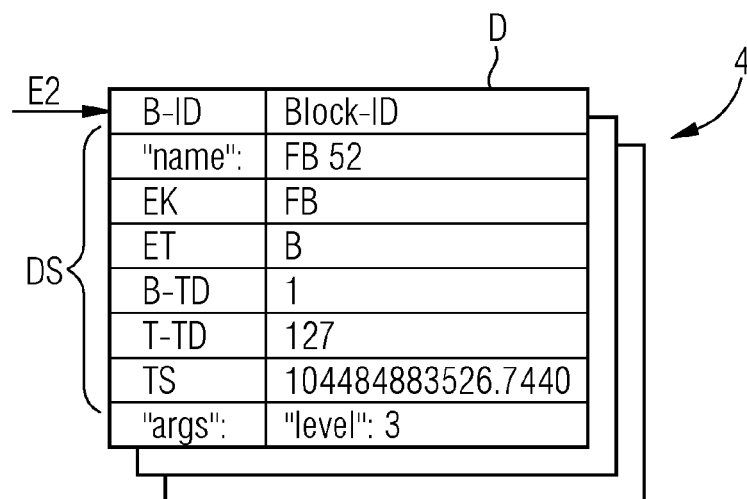 D
4
E2
B-ID Block-ID
"name": FB 52
EK FB
ET B
DS
B-TD 1
T-TD 127
TS 104484883526.7440
"args": "level": 3